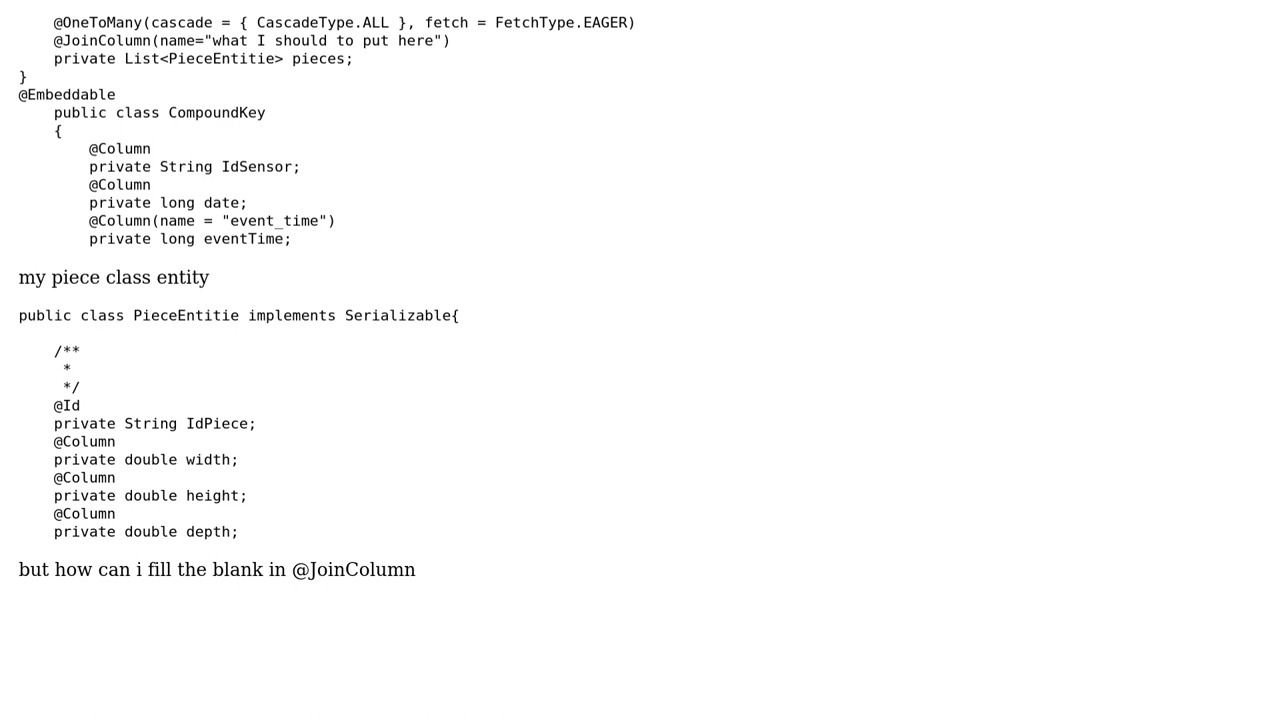 @OneToMany(cascade = { CascadeType.ALL }, fetch = FetchType.EAGER)
@JoinColumn(name="what I should to put here")
private List<PieceEntitie> pieces;
}
@Embeddable
public class CompoundKey
{
@Column
private String IdSensor;
@Column
private long date;
@Column(name = "event_time")
private long eventTime;
my piece class entity
public class PieceEntitie implements Serializable{
/**
*
*/
@Id
private String IdPiece;
@Column
private double width;
@Column
private double height;
@Column
private double depth;
but how can i fill the blank in @JoinColumn